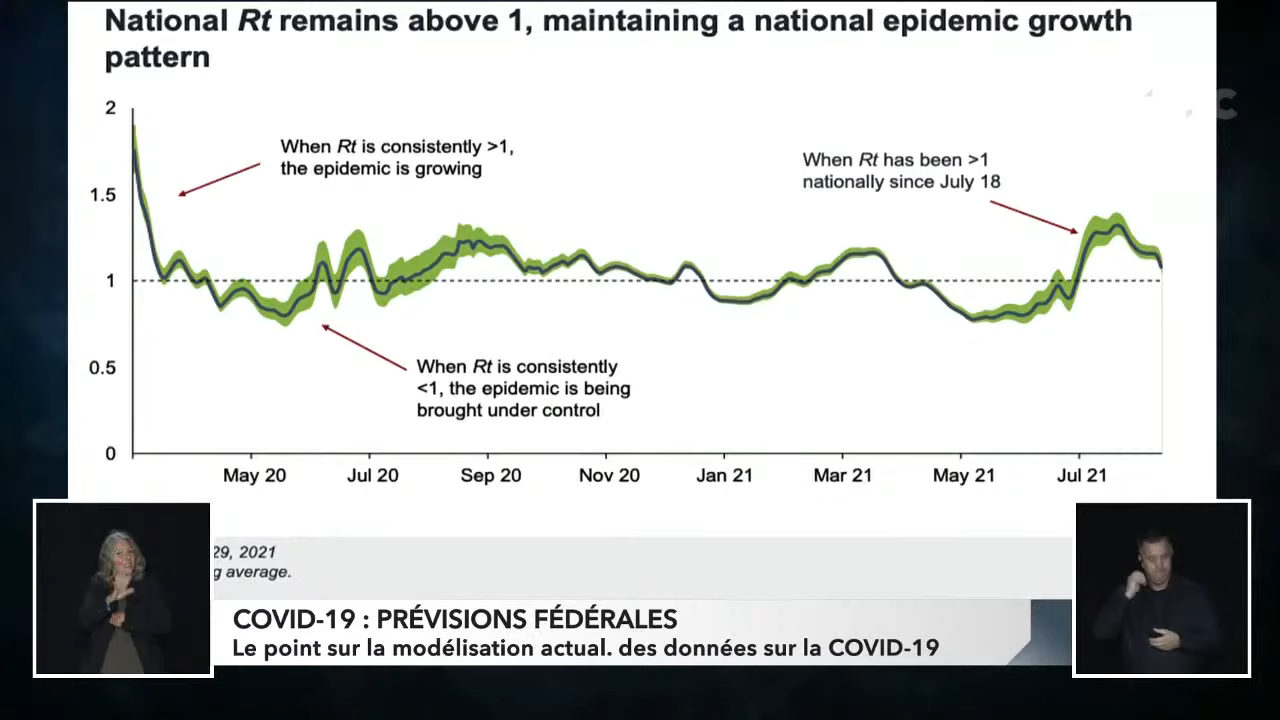 National Rt remains above 1, maintaining a national epidemic growth
pattern
2
When Rt is consistently >1,
the epidemic is growing
When Rt has been >1
nationally since July 18
1.5
1
0.5
When Rt is consistently
<1, the epidemic is being
brought under control
0
May 20
Jul 20
Sep 20
Nov 20
Jan 21
Mar 21
May 21
Jul 21
29, 2021
g average.
COVID-19 : PRÉVISIONS FÉDÉRALES
Le point sur la modélisation actual. des données sur la COVID-19